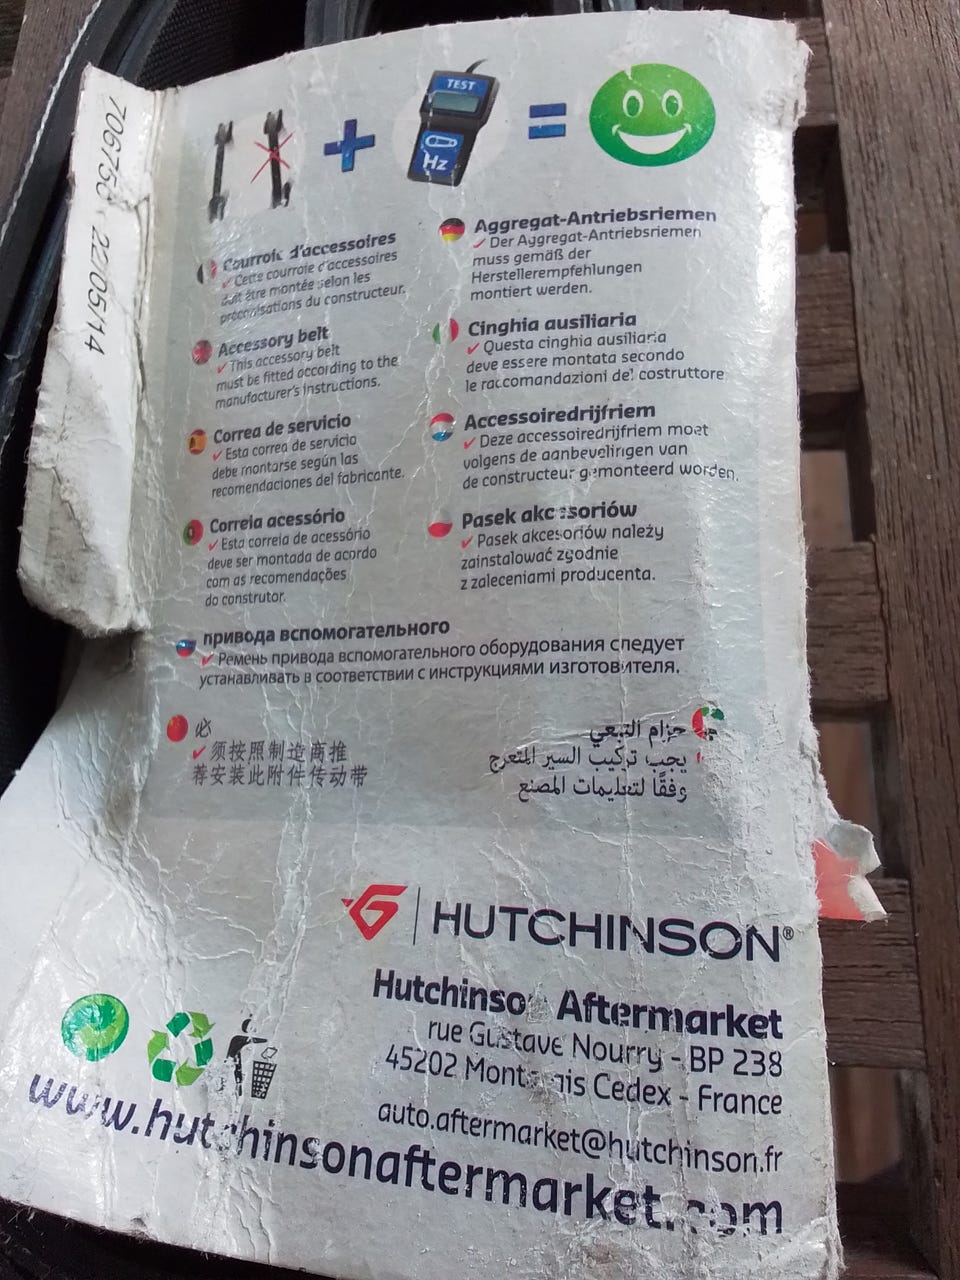 706750 22/05/14
TEST
Hz
Courroie d'accessoires
✓ Cette courroie d'accessoires
doit être montée selon les
préconisations du constructeur.
Accessory belt
✓ This accessory belt
must be fitted according to the
manufacturer's instructions.
Correa de servicio
✓ Esta correa de servicio
debe montarse según las
recomendaciones del fabricante.
Correia acessório
✓ Esta correia de acessório
deve ser montada de acordo
com as recomendações
do construtor.
Aggregat-Antriebsriemen
✓ Der Aggregat-Antriebsriemen
muss gemäß der
Herstellerempfehlungen
montiert werden.
Cinghia ausiliaria
✓ Questa cinghia ausiliaria
deve essere montata secondo
le raccomandazioni del costruttore
Accessoiredrijfriem
✓ Deze accessoiredrijfriem moet
volgens de aanbevelingen van
de constructeur gemonteerd worden.
Pasek akcesoriów
✓ Pasek akcesoriów należy
zainstalować zgodnie
z zaleceniami producenta.
привода вспомогательного
✓ Ремень привода вспомогательного оборудования следует
устанавливать в соответствии с инструкциями изготовителя.
必
✓ 须按照制造商推
荐安装此附件传动带
حزام التبعي
يجب تركيب السير المتعرج
وفقًا لتعليمات المصنع
HUTCHINSON®
Hutchinson Aftermarket
rue Gustave Nourry - BP 238
45202 Montargis Cedex - France
auto.aftermarket@hutchinson.fr
www.hutchinsonaftermarket.com